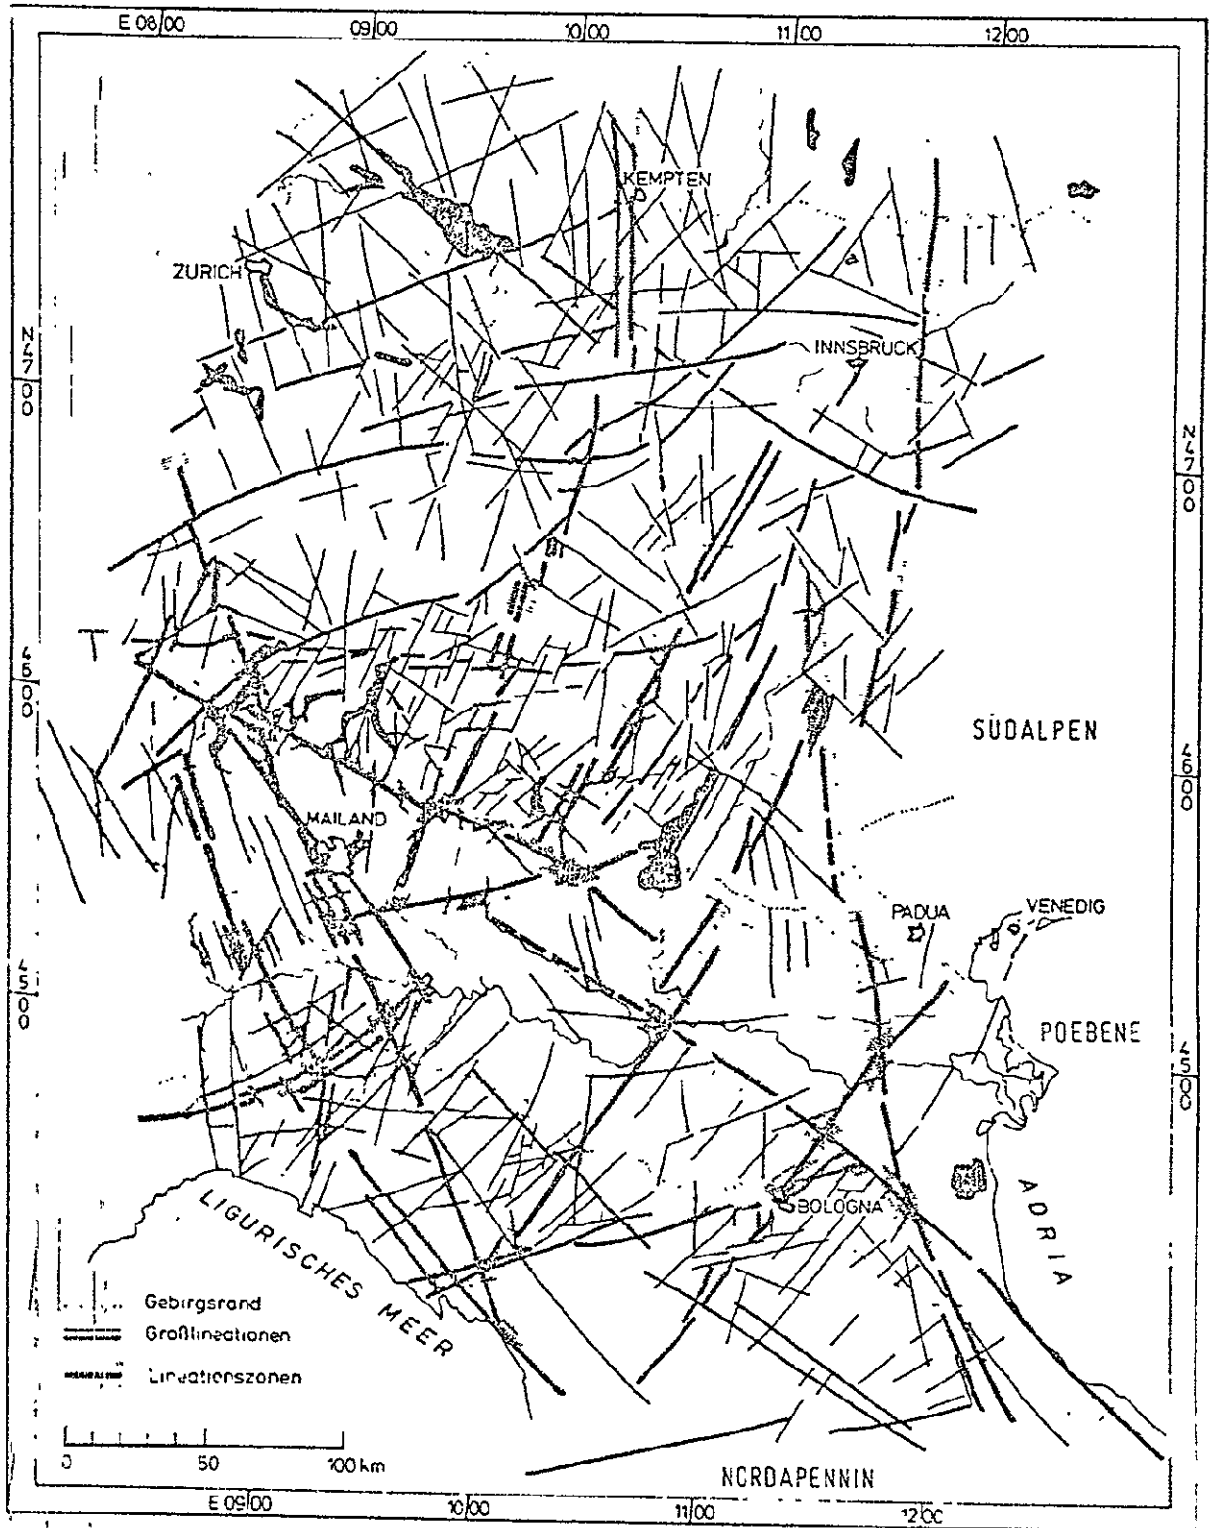 E 08|00 09|00 10|00 11|00 12|00
KEMPTEN
ZÜRICH
INNSBRUCK
N
47
00
N
47
00
T
46
00
SÜDALPEN
46
00
MAILAND
PADUA
VENEDIG
45
00
POEBENE
45
00
LIGURISCHES MEER
BOLOGNA
ADRIA
Gebirgsrand
Großlineationen
Lineationszonen
0 50 100 km
NORDAPENNIN
E 09|00 10|00 11|00 12|00